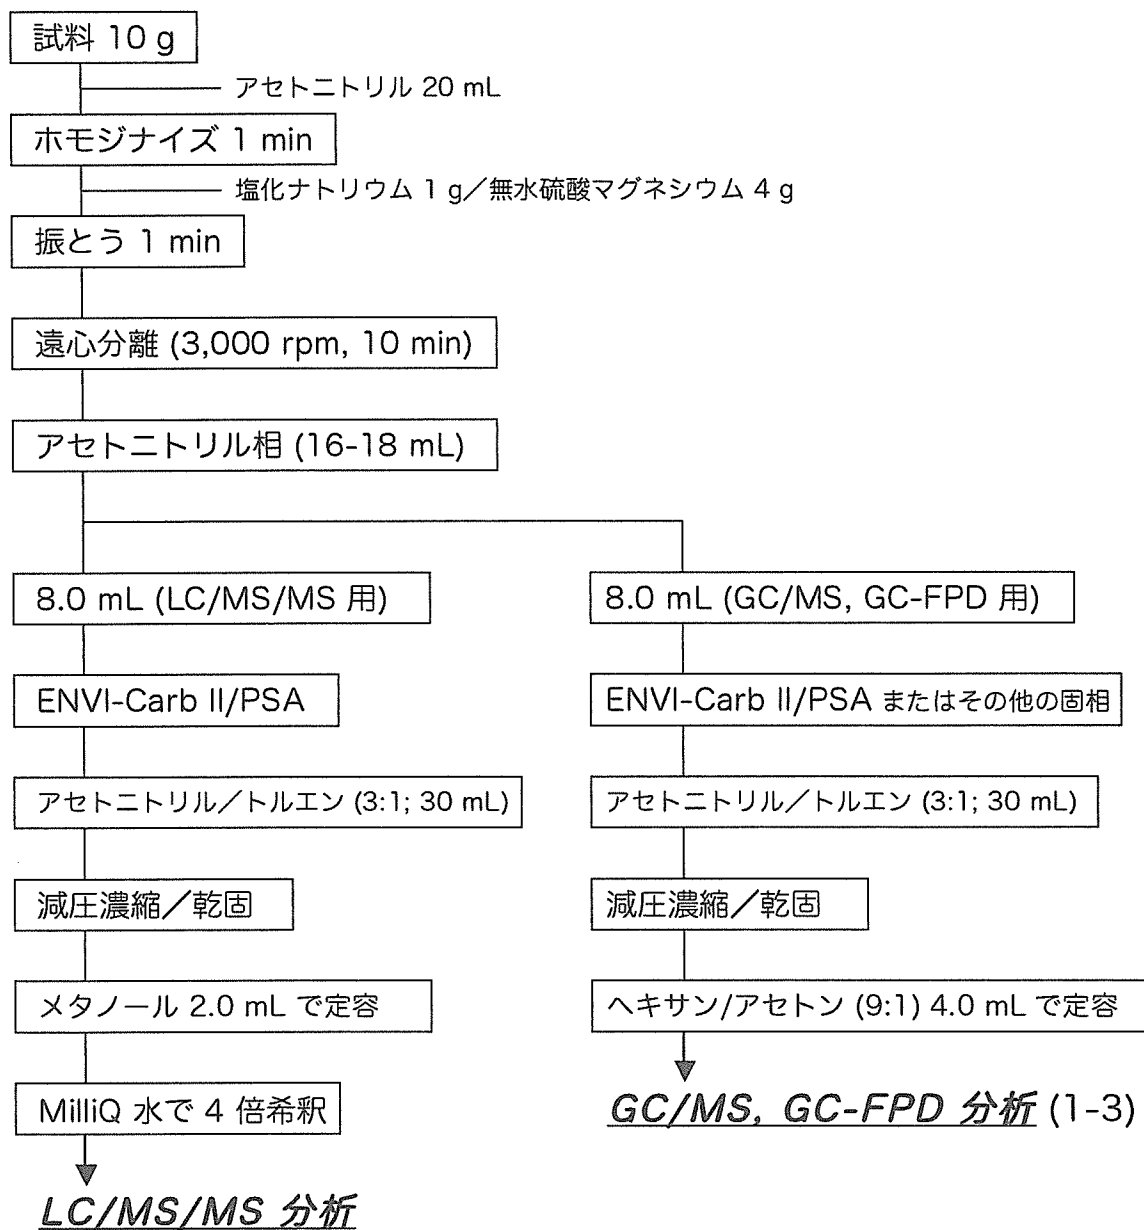 試料 10 g
アセトニトリル 20 mL
ホモジナイズ 1 min
塩化ナトリウム 1 g／無水硫酸マグネシウム 4 g
振とう 1 min
遠心分離 (3,000 rpm, 10 min)
アセトニトリル相 (16-18 mL)
8.0 mL (LC/MS/MS 用)
ENVI-Carb II/PSA
アセトニトリル／トルエン (3:1; 30 mL)
減圧濃縮／乾固
メタノール 2.0 mL で定容
MilliQ 水で 4 倍希釈
LC/MS/MS 分析
8.0 mL (GC/MS, GC-FPD 用)
ENVI-Carb II/PSA またはその他の固相
アセトニトリル／トルエン (3:1; 30 mL)
減圧濃縮／乾固
ヘキサン/アセトン (9:1) 4.0 mL で定容
GC/MS, GC-FPD 分析 (1-3)